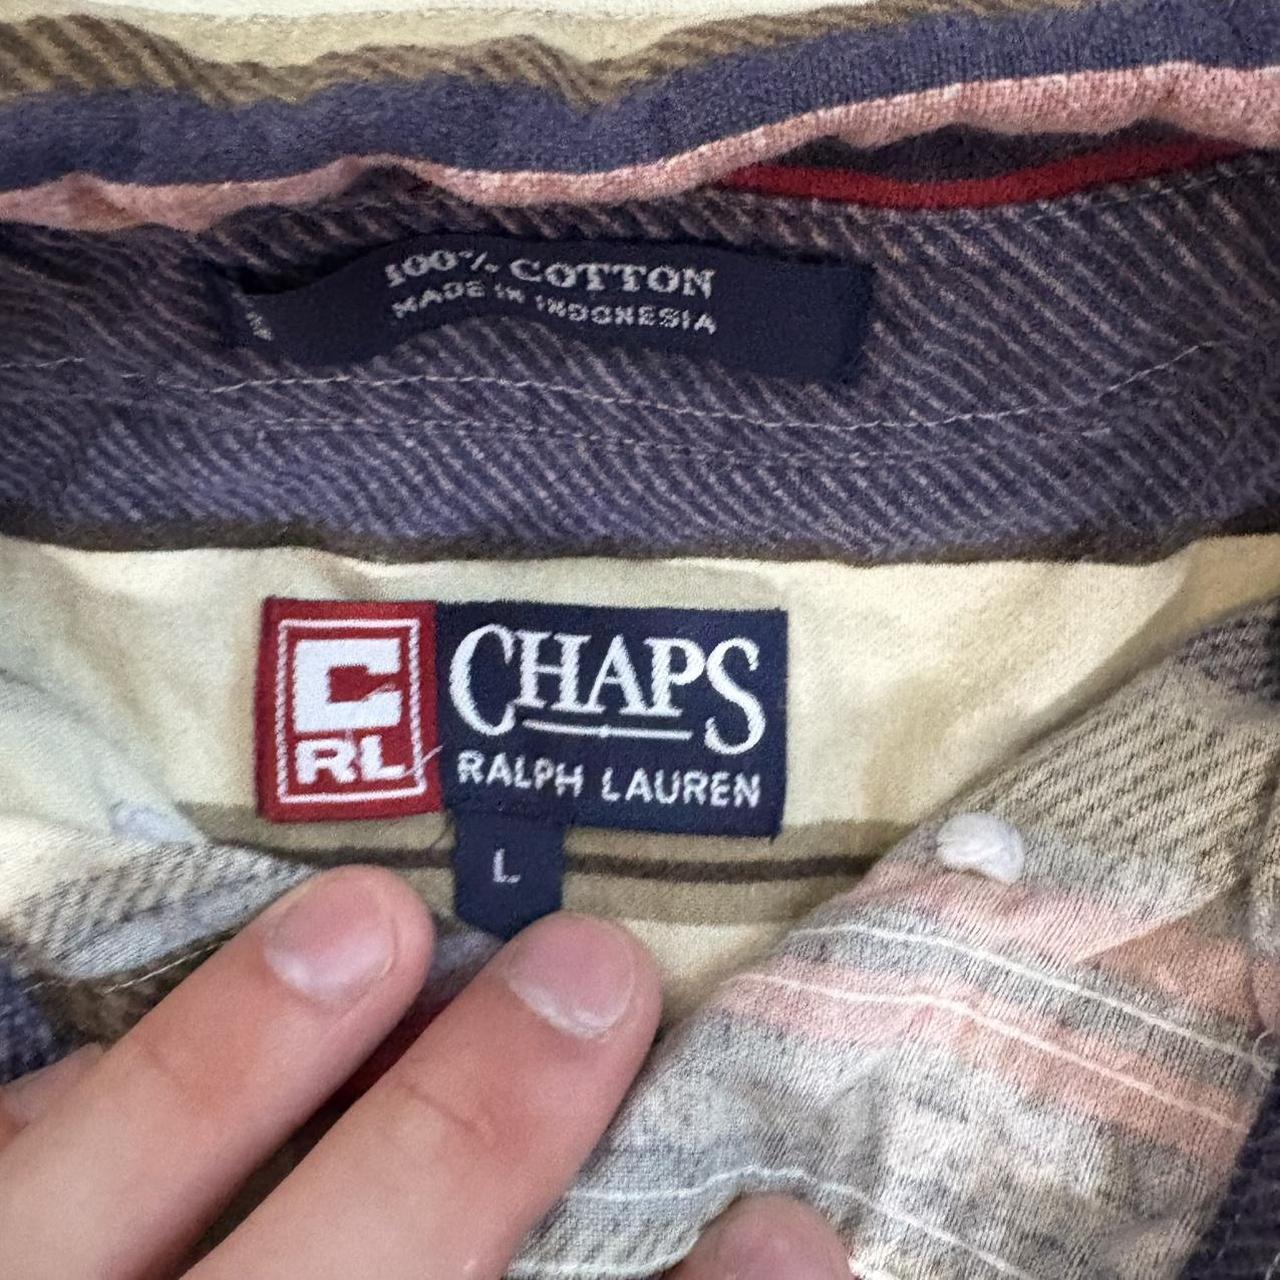 100% COTTON
MADE IN INDONESIA
C
RL
CHAPS
RALPH LAUREN
L